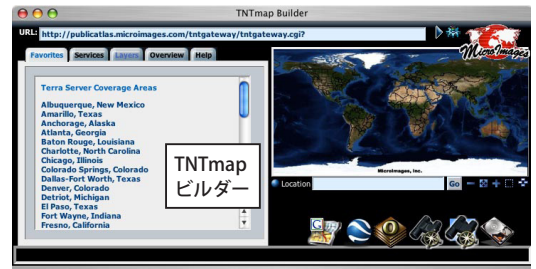 TNTmap Builder
URL: http://publicatlas.microimages.com/tntgateway/tntgateway.cgi?
Favorites Services Layers Overview Help
MicroImages
Terra Server Coverage Areas
Albuquerque, New Mexico
Amarillo, Texas
Anchorage, Alaska
Atlanta, Georgia
Baton Rouge, Louisiana
Charlotte, North Carolina
Chicago, Illinois
Colorado Springs, Colorado
Dallas-Fort Worth, Texas
Denver, Colorado
Detriot, Michigan
El Paso, Texas
Fort Wayne, Indiana
Fresno, California
TNTmap
ビルダー
MicroImages, Inc.
Location Go
G
O